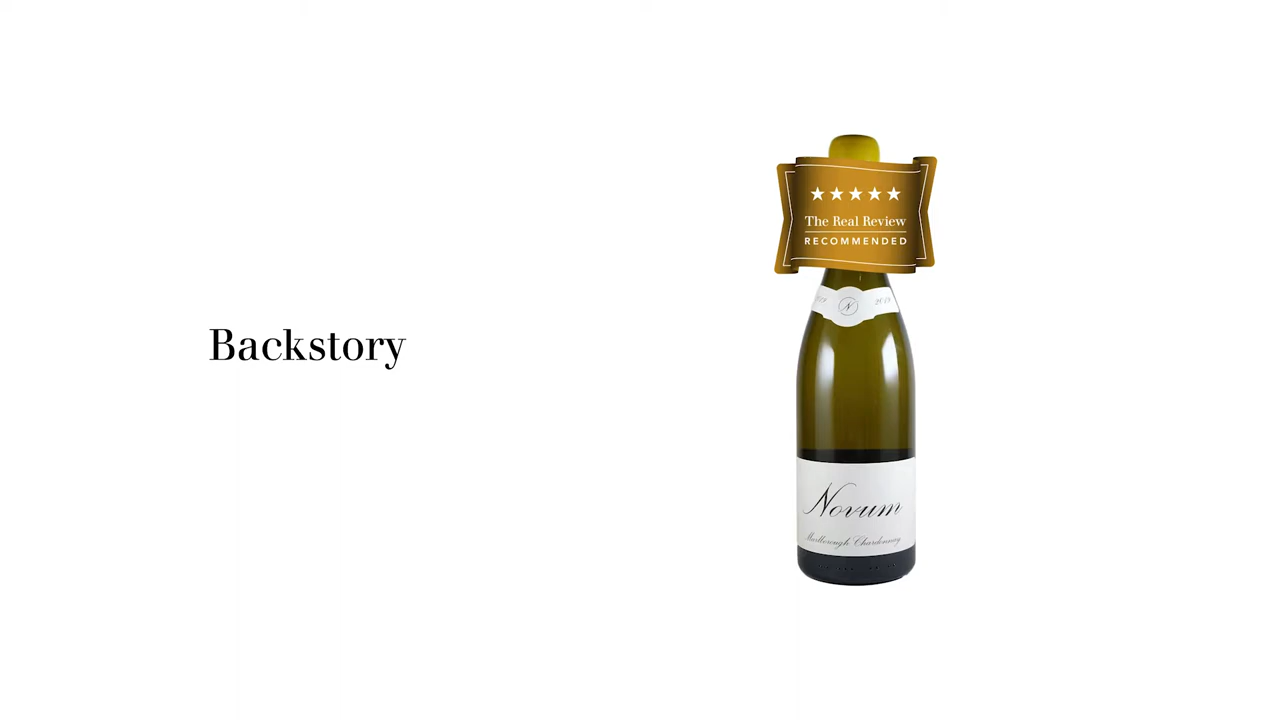 Backstory
The Real Review
RECOMMENDED
N
Novum
Marlborough Chardonnay